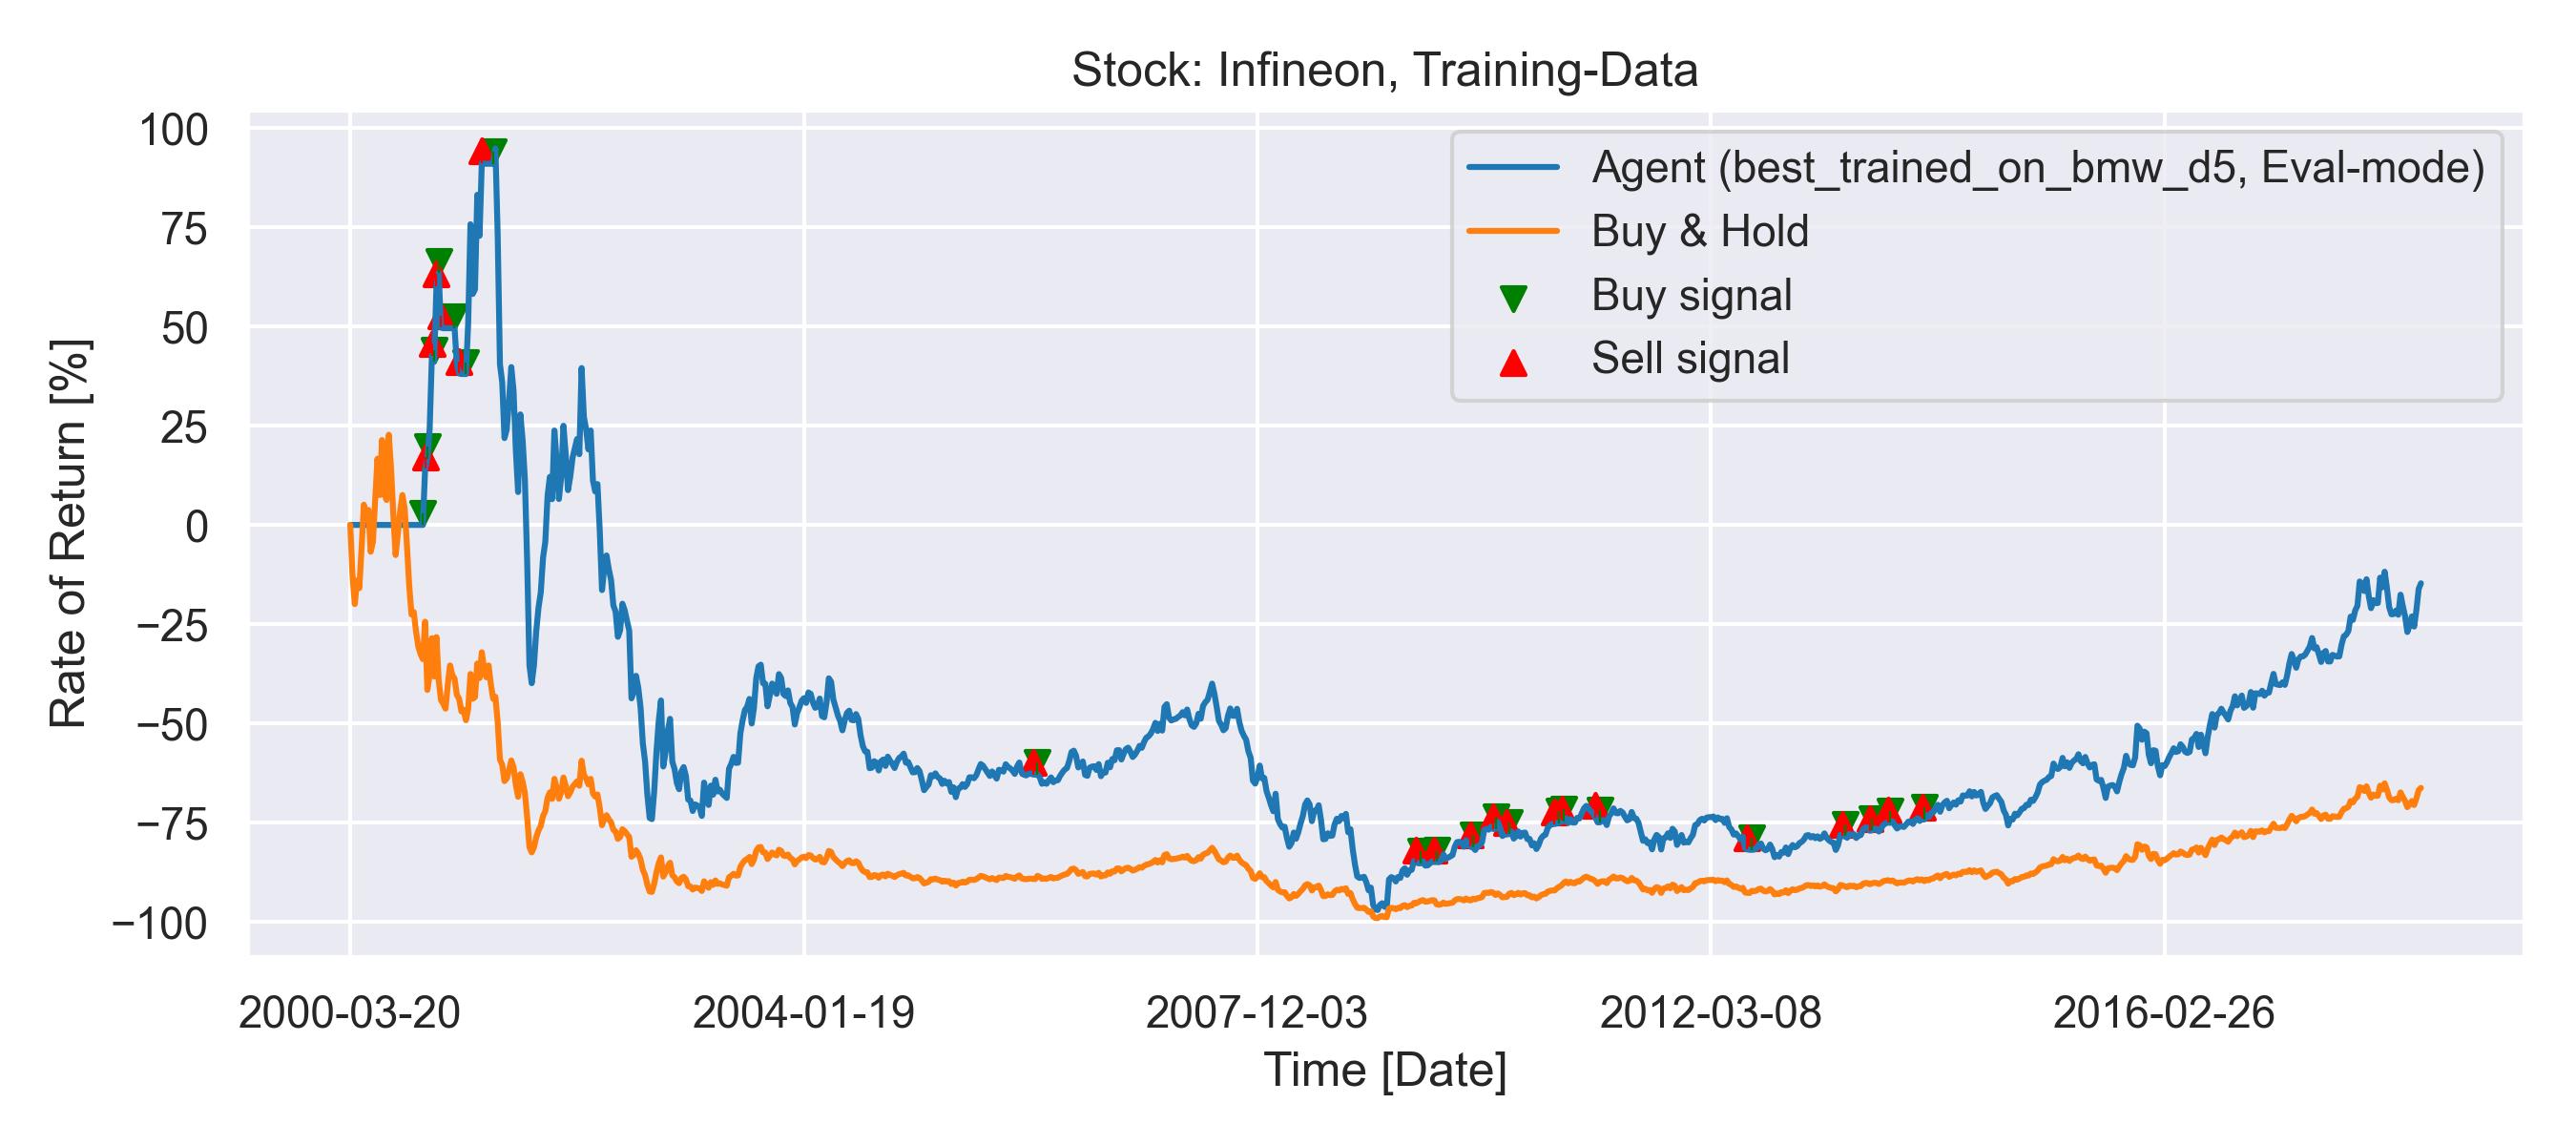 Stock: Infineon, Training-Data
100
75
50
25
0
−25
−50
−75
−100
Rate of Return [%]
Agent (best_trained_on_bmw_d5, Eval-mode)
Buy & Hold
Buy signal
Sell signal
2000-03-20
2004-01-19
2007-12-03
2012-03-08
2016-02-26
Time [Date]